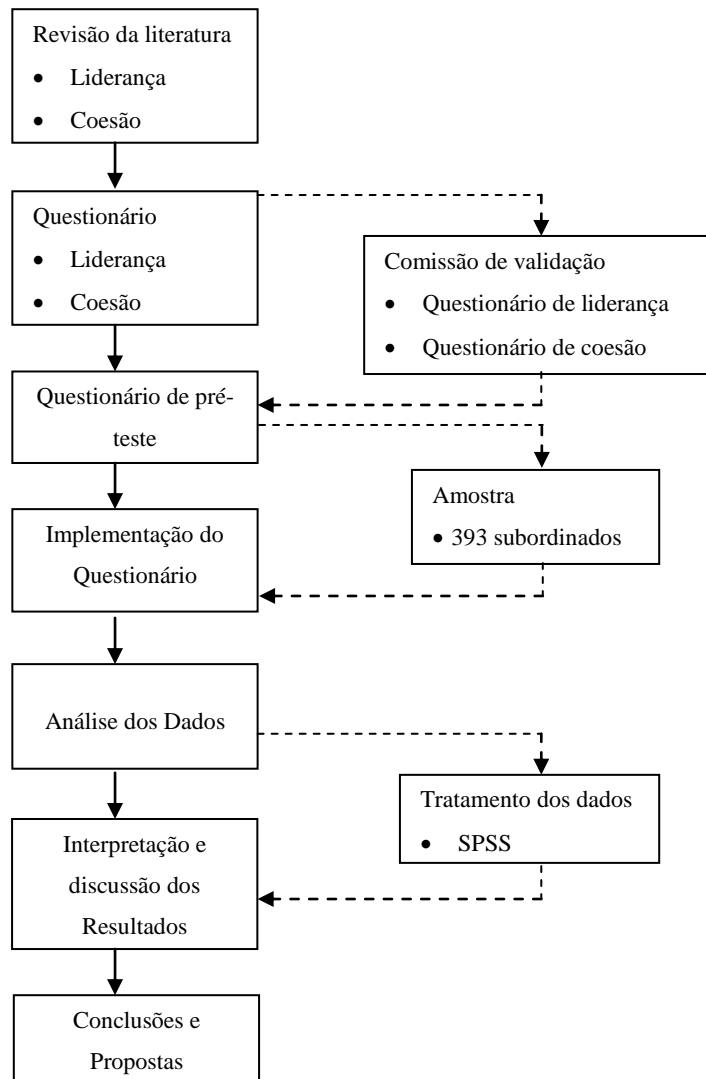 Revisão da literatura
• Liderança
• Coesão
Questionário
• Liderança
• Coesão
Comissão de validação
• Questionário de liderança
• Questionário de coesão
Questionário de pré-
teste
Amostra
• 393 subordinados
Implementação do
Questionário
Análise dos Dados
Tratamento dos dados
• SPSS
Interpretação e
discussão dos
Resultados
Conclusões e
Propostas